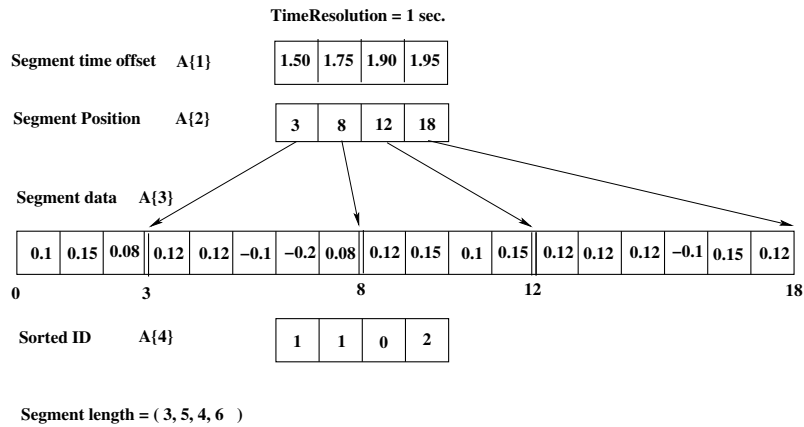 TimeResolution = 1 sec.
Segment time offset A{1} 1.50 1.75 1.90 1.95
Segment Position A{2} 3 8 12 18
Segment data A{3}
0.1 0.15 0.08 0.12 0.12 −0.1 −0.2 0.08 0.12 0.15 0.1 0.15 0.12 0.12 0.12 −0.1 0.15 0.12
0 3 8 12 18
Sorted ID A{4} 1 1 0 2
Segment length = ( 3, 5, 4, 6 )